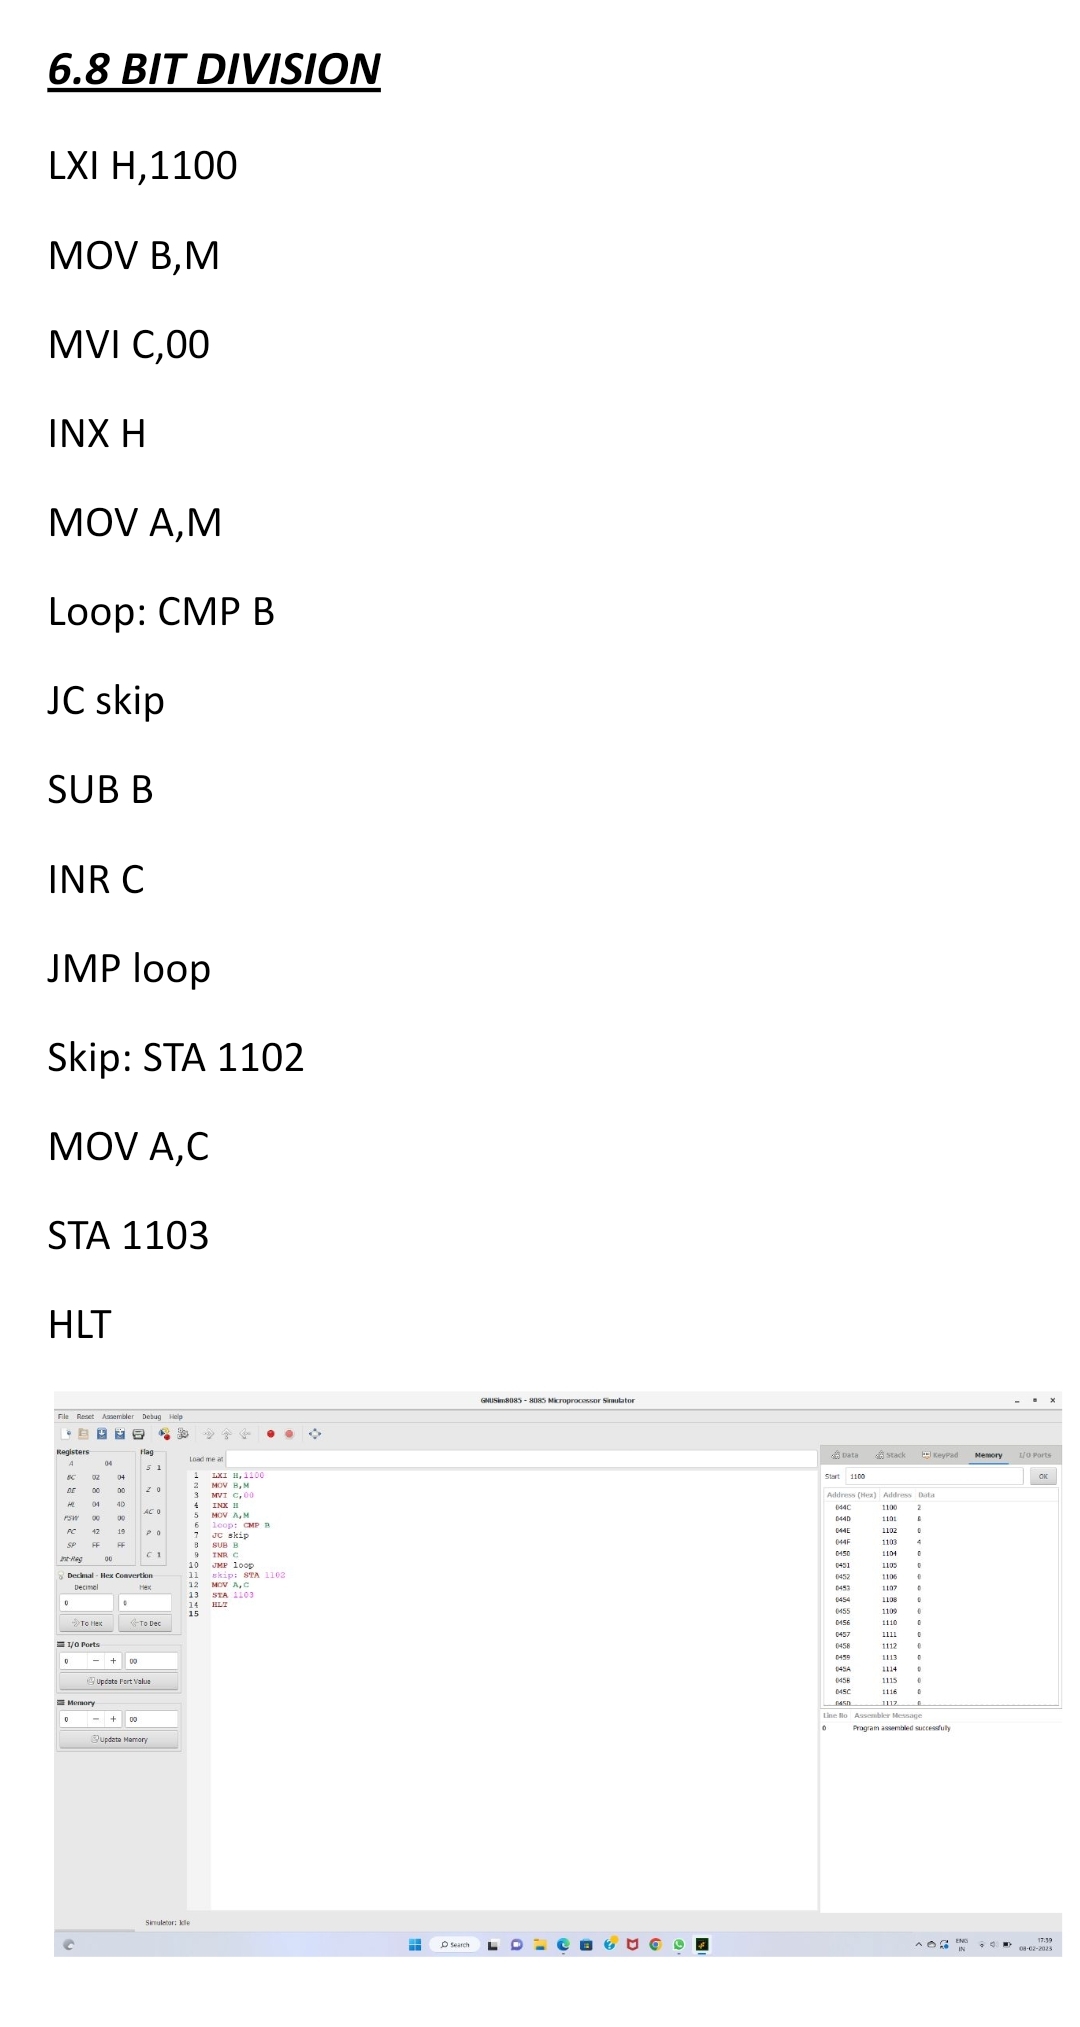 6.8 BIT DIVISION
LXI H,1100
MOV B,M
MVI C,00
INX H
MOV A,M
Loop: CMP B
JC skip
SUB B
INR C
JMP loop
Skip: STA 1102
MOV A,C
STA 1103
HLT
GNUSim8085 - 8085 Microprocessor Simulator
File Reset Assembler Debug Help
Registers
A 04
BC 02 04
DE 00 00
HL 04 4D
PSW 00 00
PC 42 19
SP FF FF
Int-Reg 00
Flag
S 1
Z 0
AC 0
P 0
C 1
Decimal - Hex Convertion
Decimal Hex
0 0
To Hex To Dec
I/O Ports
0 − + 00
Update Port Value
Memory
0 − + 00
Update Memory
Load me at
1 LXI H,1100
2 MOV B,M
3 MVI C,00
4 INX H
5 MOV A,M
6 loop: CMP B
7 JC skip
8 SUB B
9 INR C
10 JMP loop
11 skip: STA 1102
12 MOV A,C
13 STA 1103
14 HLT
15
Data Stack KeyPad Memory I/O Ports
Start 1100 OK
Address (Hex) Address Data
044C 1100 2
044D 1101 8
044E 1102 0
044F 1103 4
0450 1104 0
0451 1105 0
0452 1106 0
0453 1107 0
0454 1108 0
0455 1109 0
0456 1110 0
0457 1111 0
0458 1112 0
0459 1113 0
045A 1114 0
045B 1115 0
045C 1116 0
045D 1117 0
Line No Assembler Message
0 Program assembled successfully
Simulator: Idle
Search
ENG
IN
17:39
08-02-2023